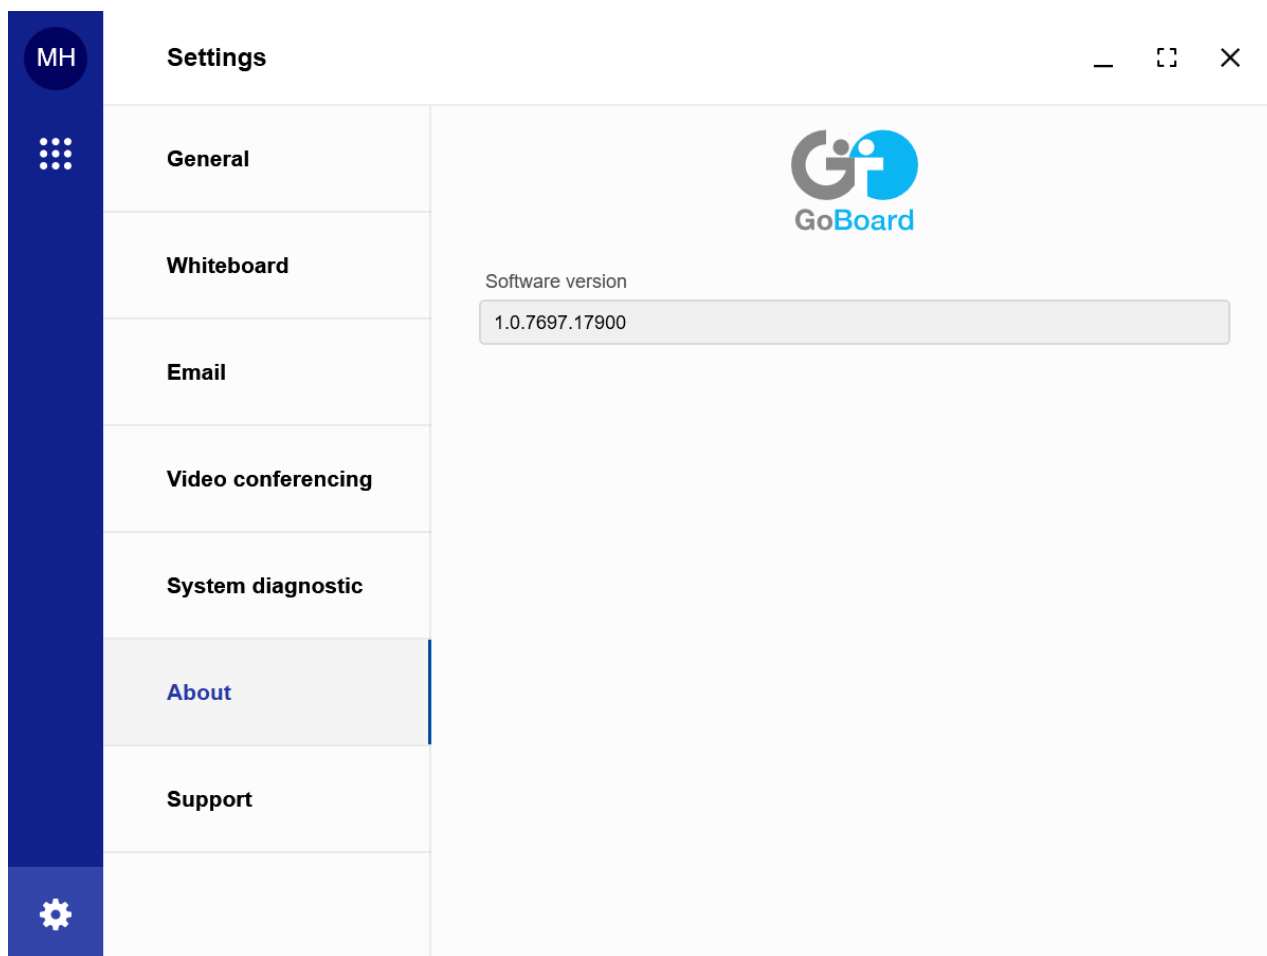 MH
Settings
General
Whiteboard
Email
Video conferencing
System diagnostic
About
Support
GoBoard
Software version
1.0.7697.17900